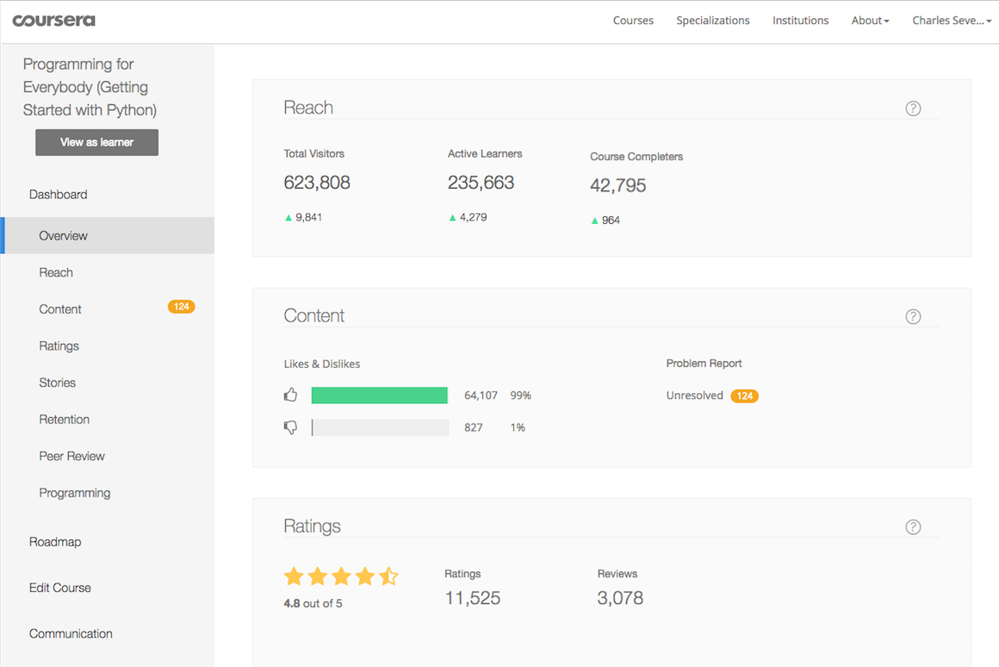 coursera
Courses Specializations Institutions About Charles Seve...
Programming for
Everybody (Getting
Started with Python)
View as learner
Dashboard
Overview
Reach
Content 124
Ratings
Stories
Retention
Peer Review
Programming
Roadmap
Edit Course
Communication
Reach ?
Total Visitors Active Learners Course Completers
623,808 235,663 42,795
▲ 9,841 ▲ 4,279 ▲ 964
Content ?
Likes & Dislikes Problem Report
64,107 99% Unresolved 124
827 1%
Ratings ?
Ratings Reviews
4.8 out of 5 11,525 3,078